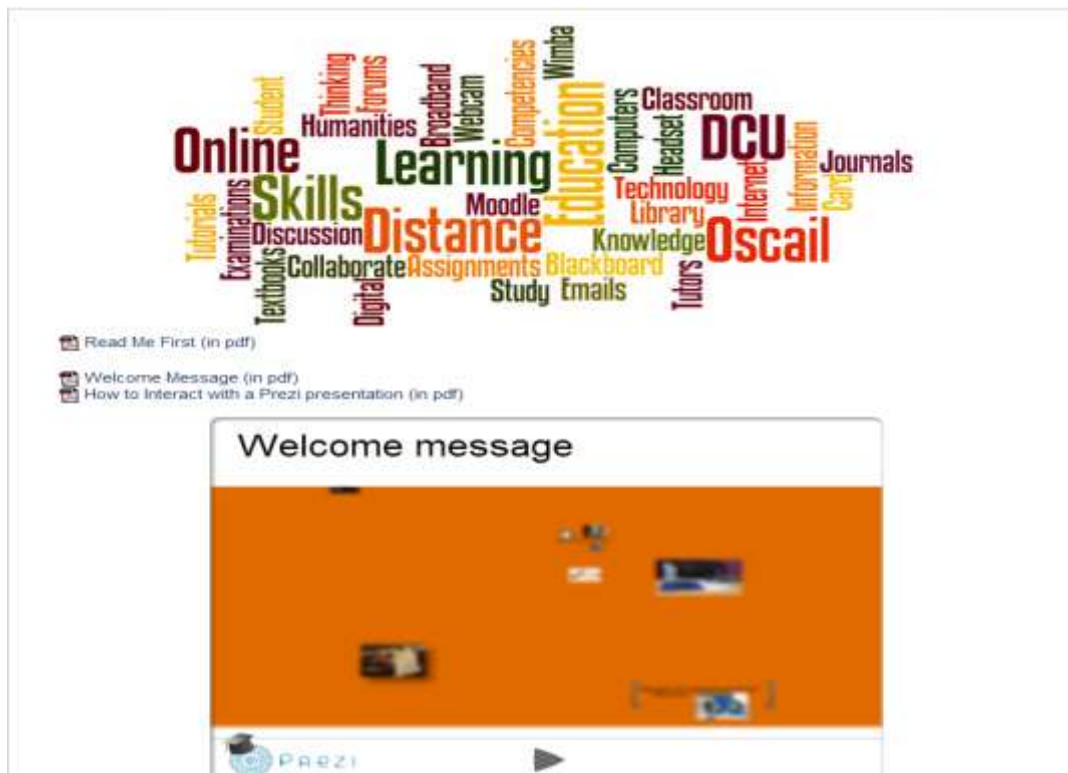 Wimba
Competencies
Thinking
Forums
Broadband
Webcam
Student
Computers
Classroom
Humanities
Headset
DCU
Online
Learning
Education
Information
Journals
Internet
Card
Technology
Skills
Moodle
Library
Tutorials
Examinations
Discussion
Distance
Knowledge
Oscail
Textbooks
Collaborate
Assignments
Blackboard
Digital
Study
Emails
Tutors
Read Me First (in pdf)
Welcome Message (in pdf)
How to Interact with a Prezi presentation (in pdf)
Welcome message
Prezi